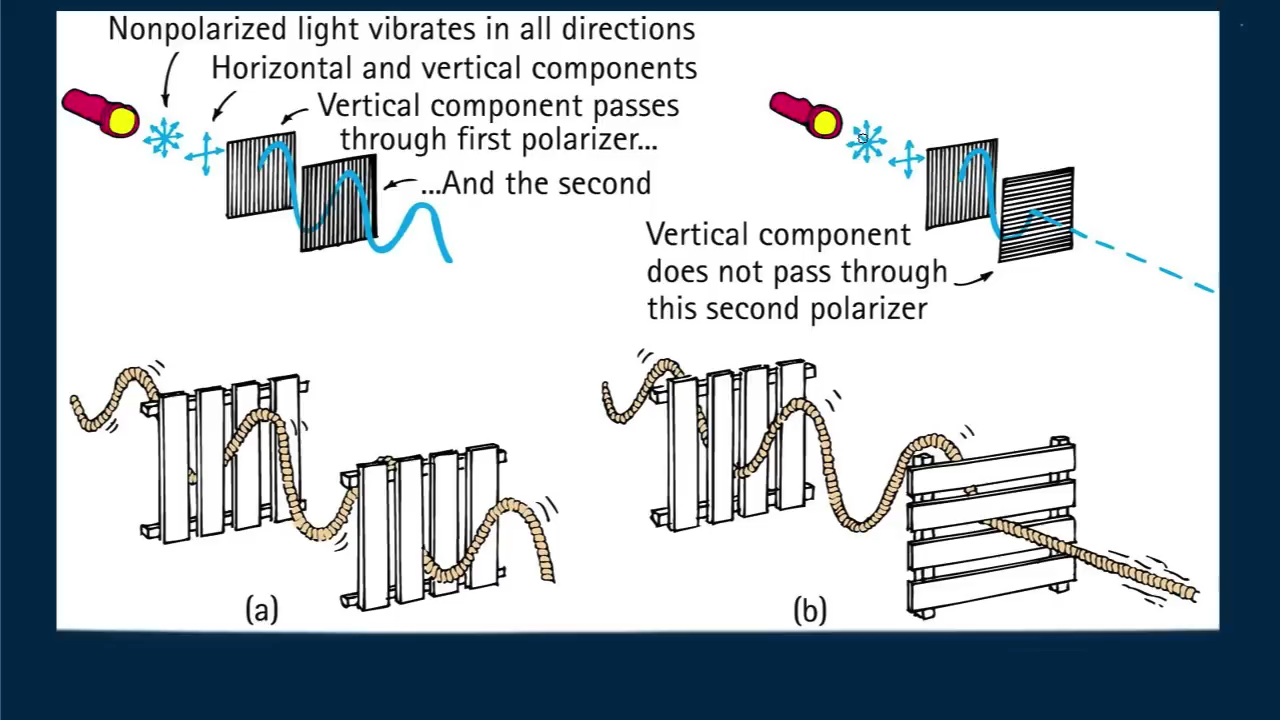 Nonpolarized light vibrates in all directions
Horizontal and vertical components
Vertical component passes
through first polarizer...
...And the second
Vertical component
does not pass through
this second polarizer
(a)
(b)